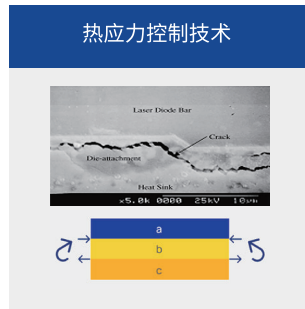 热应力控制技术
Laser Diode Bar
Crack
Die-attachment
Heat Sink
x5.0k 0000 25kV 10µm
a
b
c